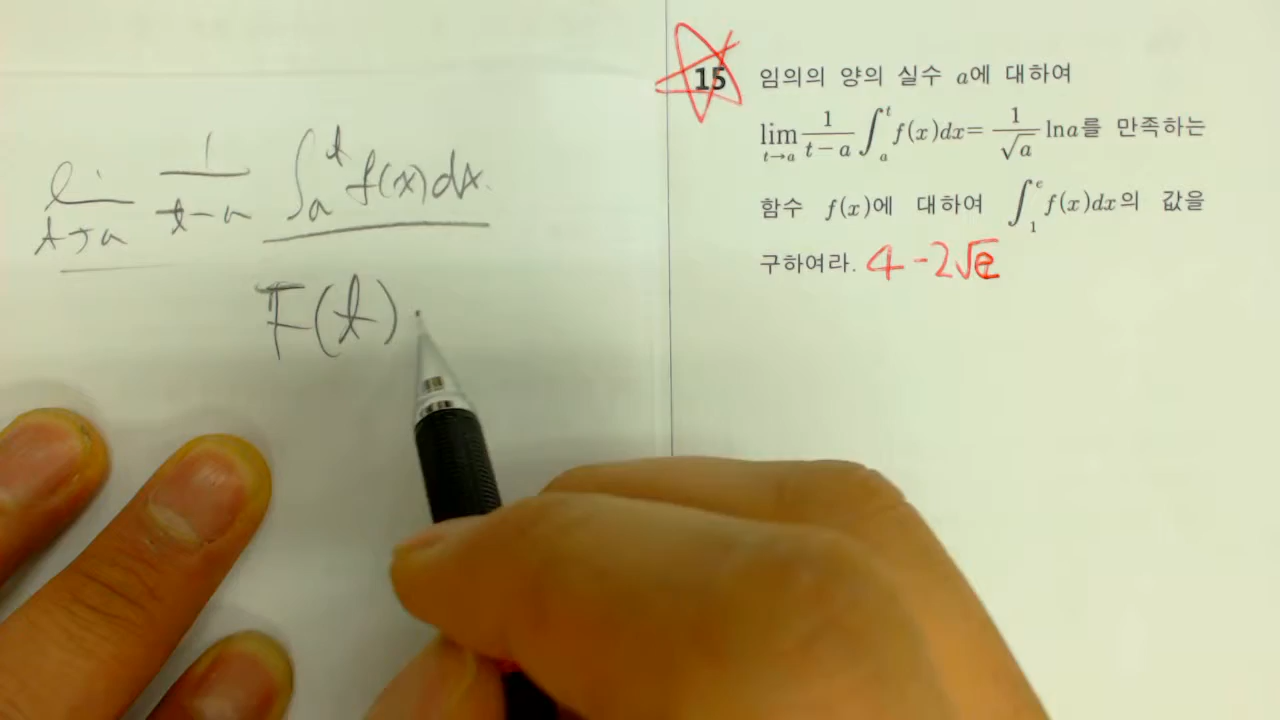 lim 1/(t-a) ∫_a^t f(x)dx.
t→a
F(t)
15 임의의 양의 실수 a에 대하여
lim_{t→a} 1/(t-a) ∫_a^t f(x)dx = 1/√a lna를 만족하는
함수 f(x)에 대하여 ∫_1^e f(x)dx의 값을
구하여라. 4-2√e